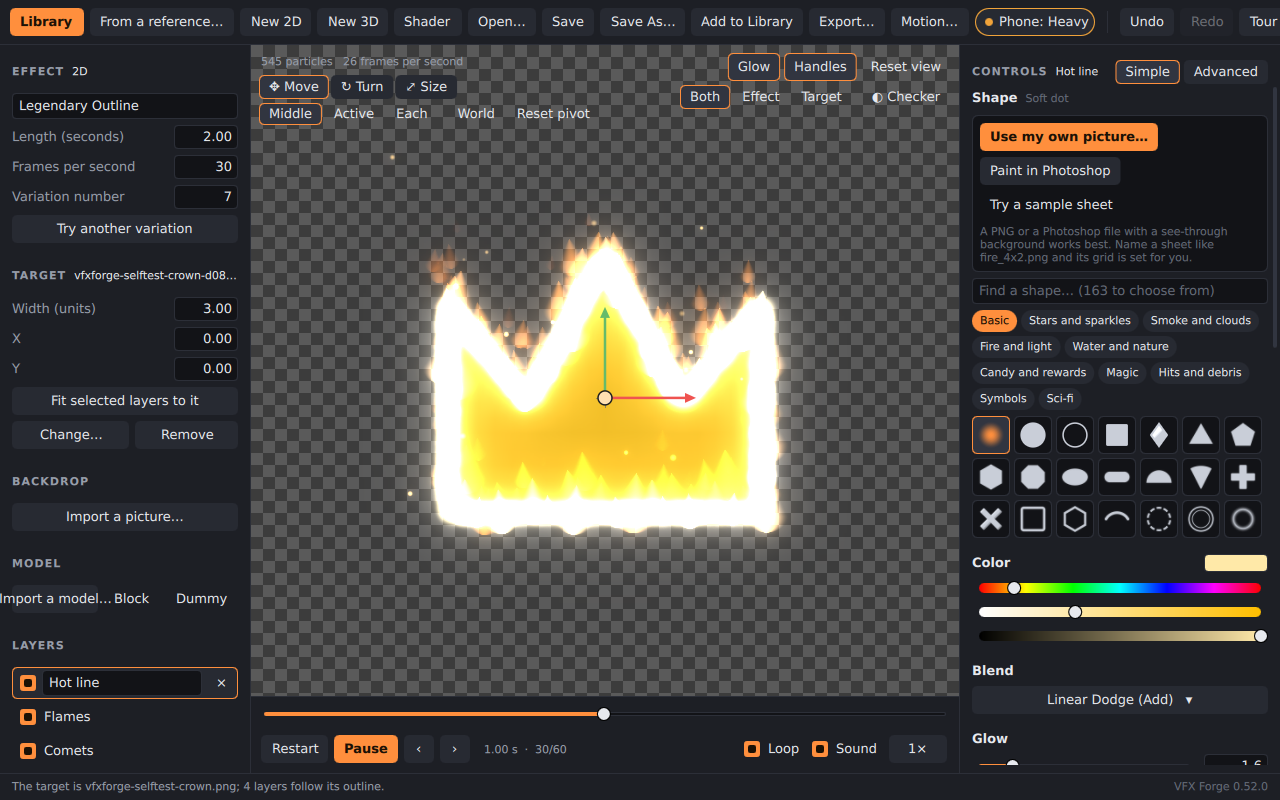 Library From a reference... New 2D New 3D Shader Open... Save Save As... Add to Library Export... Motion... Phone: Heavy Undo Redo Tour
EFFECT 2D
Legendary Outline
Length (seconds) 2.00
Frames per second 30
Variation number 7
Try another variation
TARGET vfxforge-selftest-crown-d08...
Width (units) 3.00
X 0.00
Y 0.00
Fit selected layers to it
Change... Remove
BACKDROP
Import a picture...
MODEL
Import a model... Block Dummy
LAYERS
Hot line ×
Flames
Comets
545 particles 26 frames per second
Move Turn Size
Middle Active Each World Reset pivot
Glow Handles Reset view
Both Effect Target Checker
Restart Pause ‹ › 1.00 s · 30/60 Loop Sound 1×
CONTROLS Hot line Simple Advanced
Shape Soft dot
Use my own picture...
Paint in Photoshop
Try a sample sheet
A PNG or a Photoshop file with a see-through
background works best. Name a sheet like
fire_4x2.png and its grid is set for you.
Find a shape... (163 to choose from)
Basic Stars and sparkles Smoke and clouds
Fire and light Water and nature
Candy and rewards Magic Hits and debris
Symbols Sci-fi
Color
Blend
Linear Dodge (Add)
Glow
1.6
The target is vfxforge-selftest-crown.png; 4 layers follow its outline. VFX Forge 0.52.0